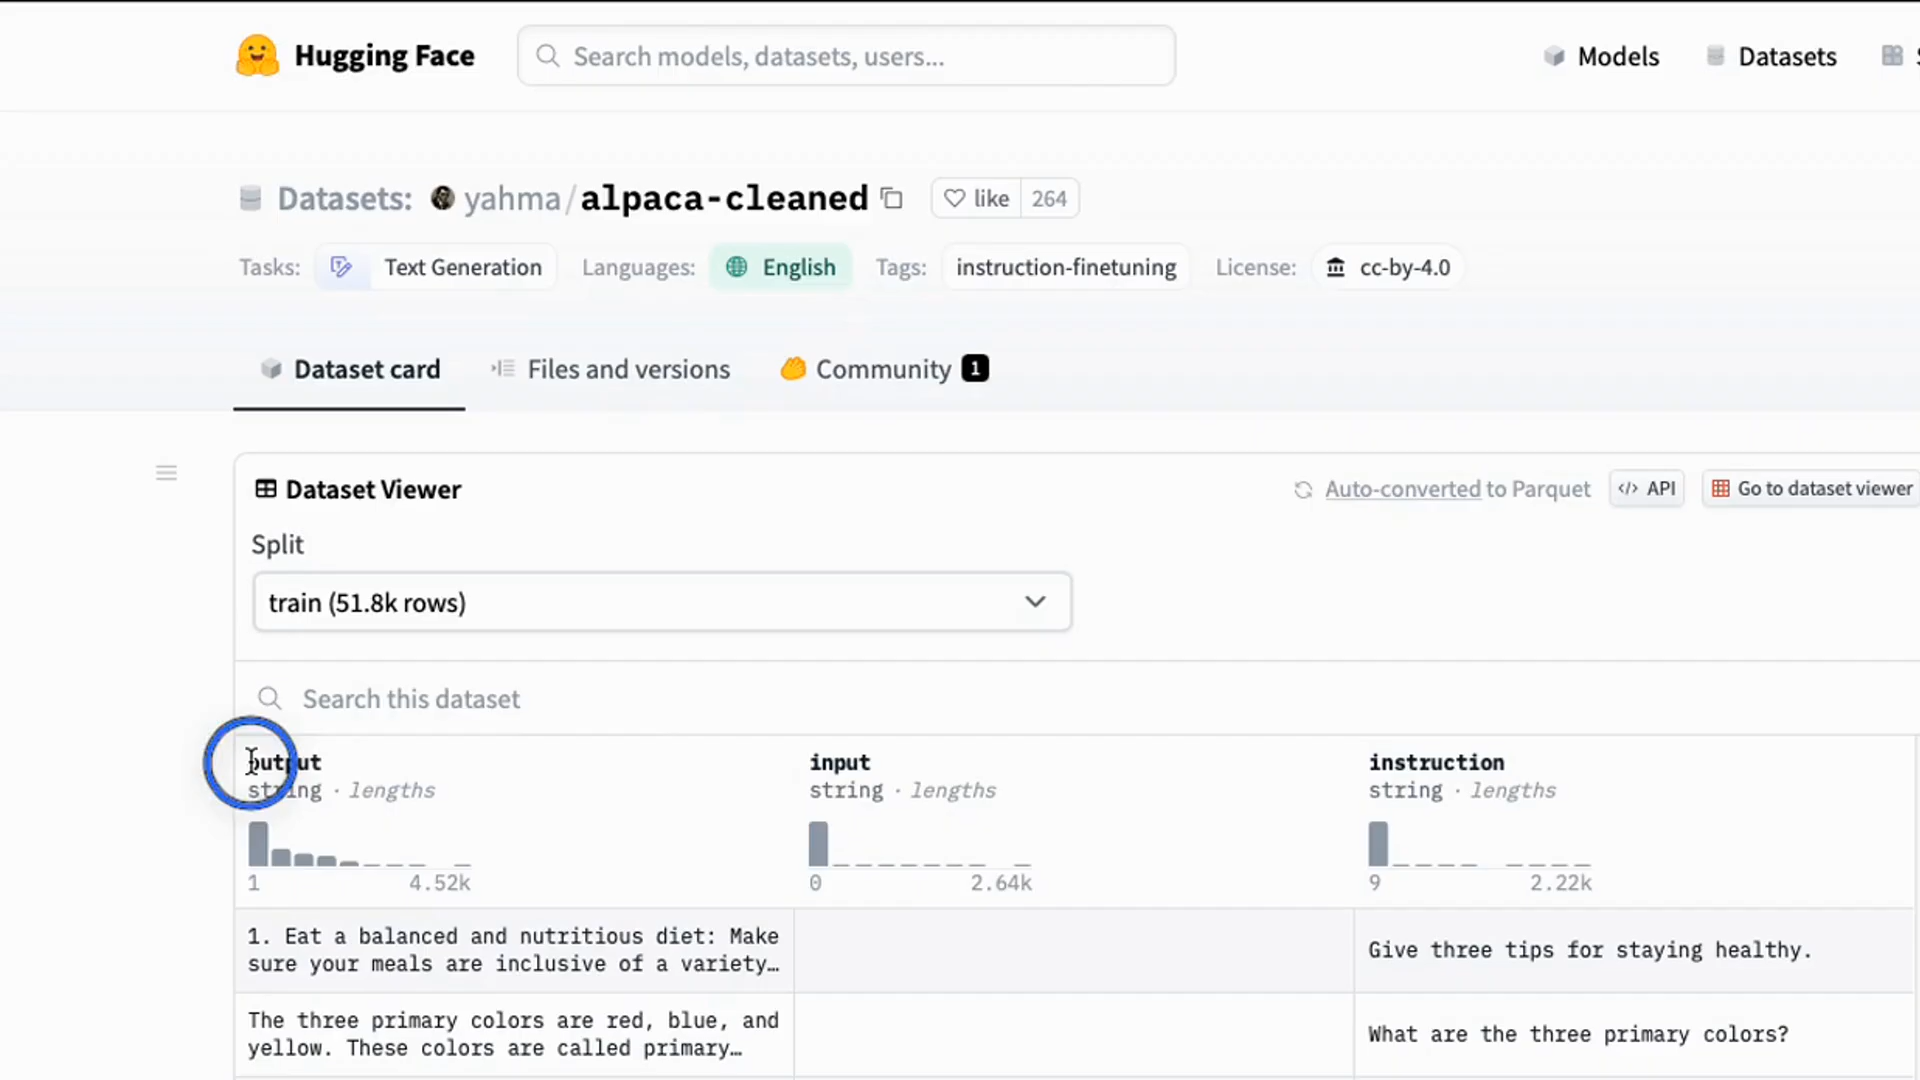 Hugging Face
Search models, datasets, users...
Models
Datasets
Datasets: yahma/alpaca-cleaned
like 264
Tasks: Text Generation Languages: English Tags: instruction-finetuning License: cc-by-4.0
Dataset card
Files and versions
Community 1
Dataset Viewer
Auto-converted to Parquet
API
Go to dataset viewer
Split
train (51.8k rows)
Search this dataset
output
string · lengths
1 4.52k
input
string · lengths
0 2.64k
instruction
string · lengths
9 2.22k
1. Eat a balanced and nutritious diet: Make
sure your meals are inclusive of a variety…
Give three tips for staying healthy.
The three primary colors are red, blue, and
yellow. These colors are called primary…
What are the three primary colors?